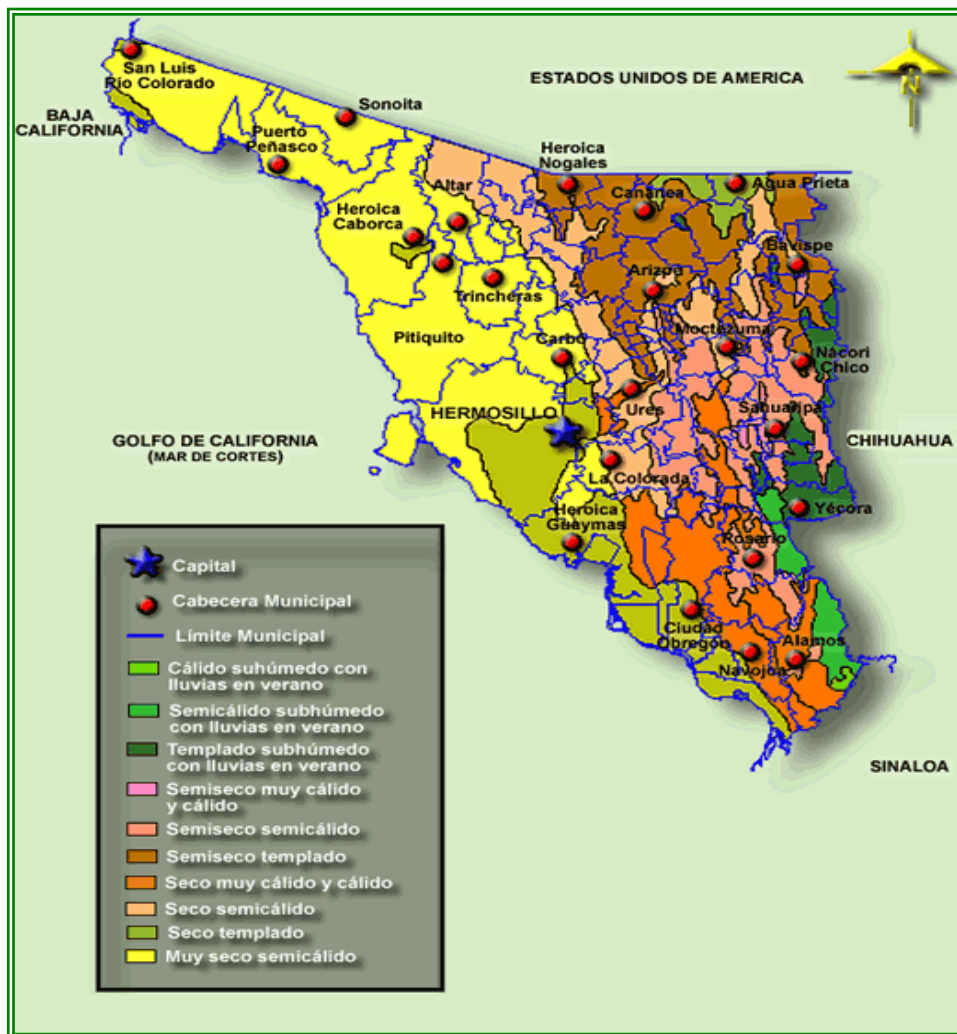 San Luis
Rio Colorado
ESTADOS UNIDOS DE AMERICA
N
BAJA
CALIFORNIA
Sonoita
Puerto
Peñasco
Heroica
Nogales
Cananea
Agua Prieta
Altar
Heroica
Caborca
Bavispe
Arizpe
Trincheras
Pitiquito
Carbó
Moctezuma
Nácori
Chico
HERMOSILLO
Ures
Sahuaripa
GOLFO DE CALIFORNIA
(MAR DE CORTES)
CHIHUAHUA
La Colorada
Yécora
Heroica
Guaymas
Rosario
Ciudad
Obregón
Navojoa
Alamos
SINALOA
Capital
Cabecera Municipal
Límite Municipal
Cálido suhúmedo con
lluvias en verano
Semicálido subhúmedo
con lluvias en verano
Templado subhúmedo
con lluvias en verano
Semiseco muy cálido
y cálido
Semiseco semicálido
Semiseco templado
Seco muy cálido y cálido
Seco semicálido
Seco templado
Muy seco semicálido